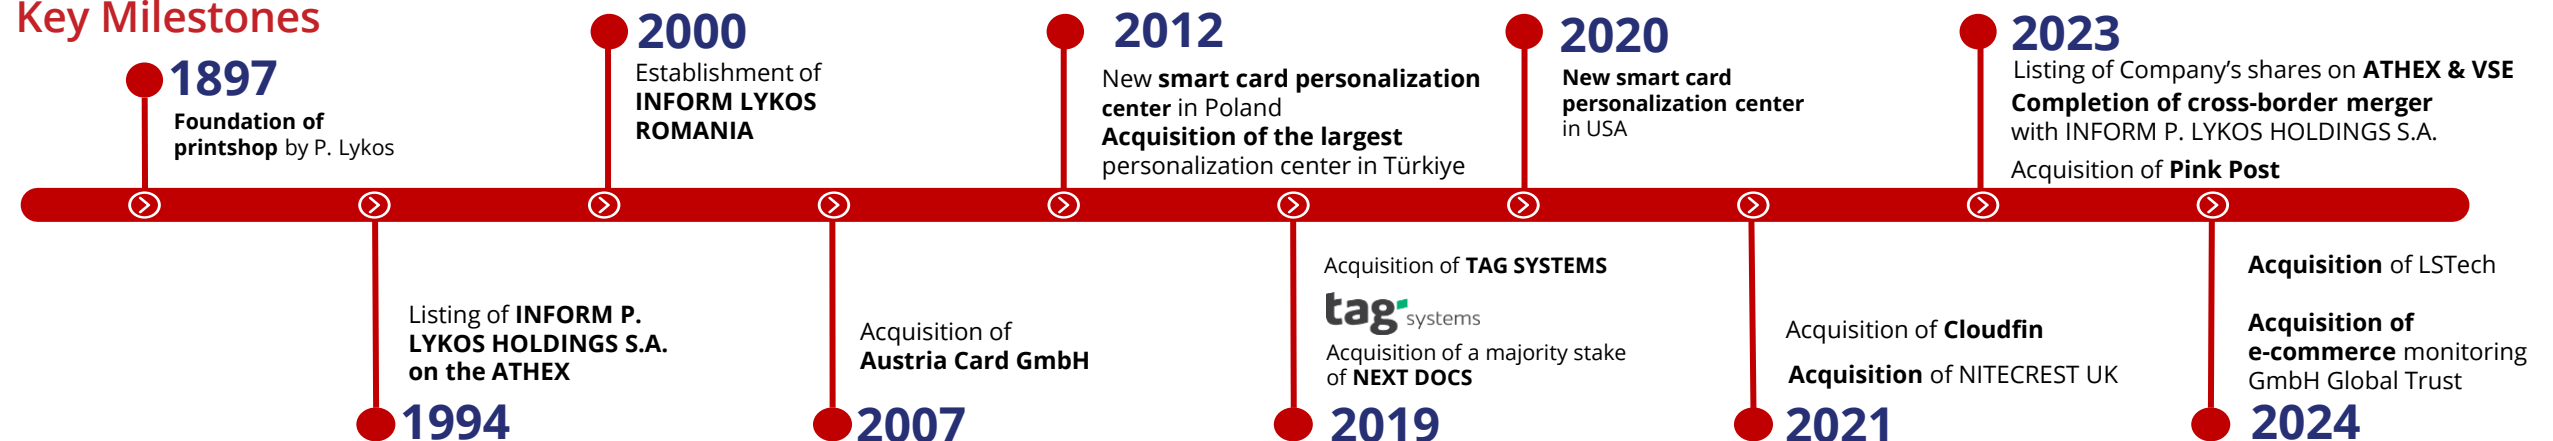 Key Milestones
1897
Foundation of
printshop by P. Lykos
Listing of INFORM P.
LYKOS HOLDINGS S.A.
on the ATHEX
1994
2000
Establishment of
INFORM LYKOS
ROMANIA
Acquisition of
Austria Card GmbH
2007
2012
New smart card personalization
center in Poland
Acquisition of the largest
personalization center in Türkiye
Acquisition of TAG SYSTEMS
tag systems
Acquisition of a majority stake
of NEXT DOCS
2019
2020
New smart card
personalization center
in USA
Acquisition of Cloudfin
Acquisition of NITECREST UK
2021
2023
Listing of Company’s shares on ATHEX & VSE
Completion of cross-border merger
with INFORM P. LYKOS HOLDINGS S.A.
Acquisition of Pink Post
Acquisition of LSTech
Acquisition of
e-commerce monitoring
GmbH Global Trust
2024